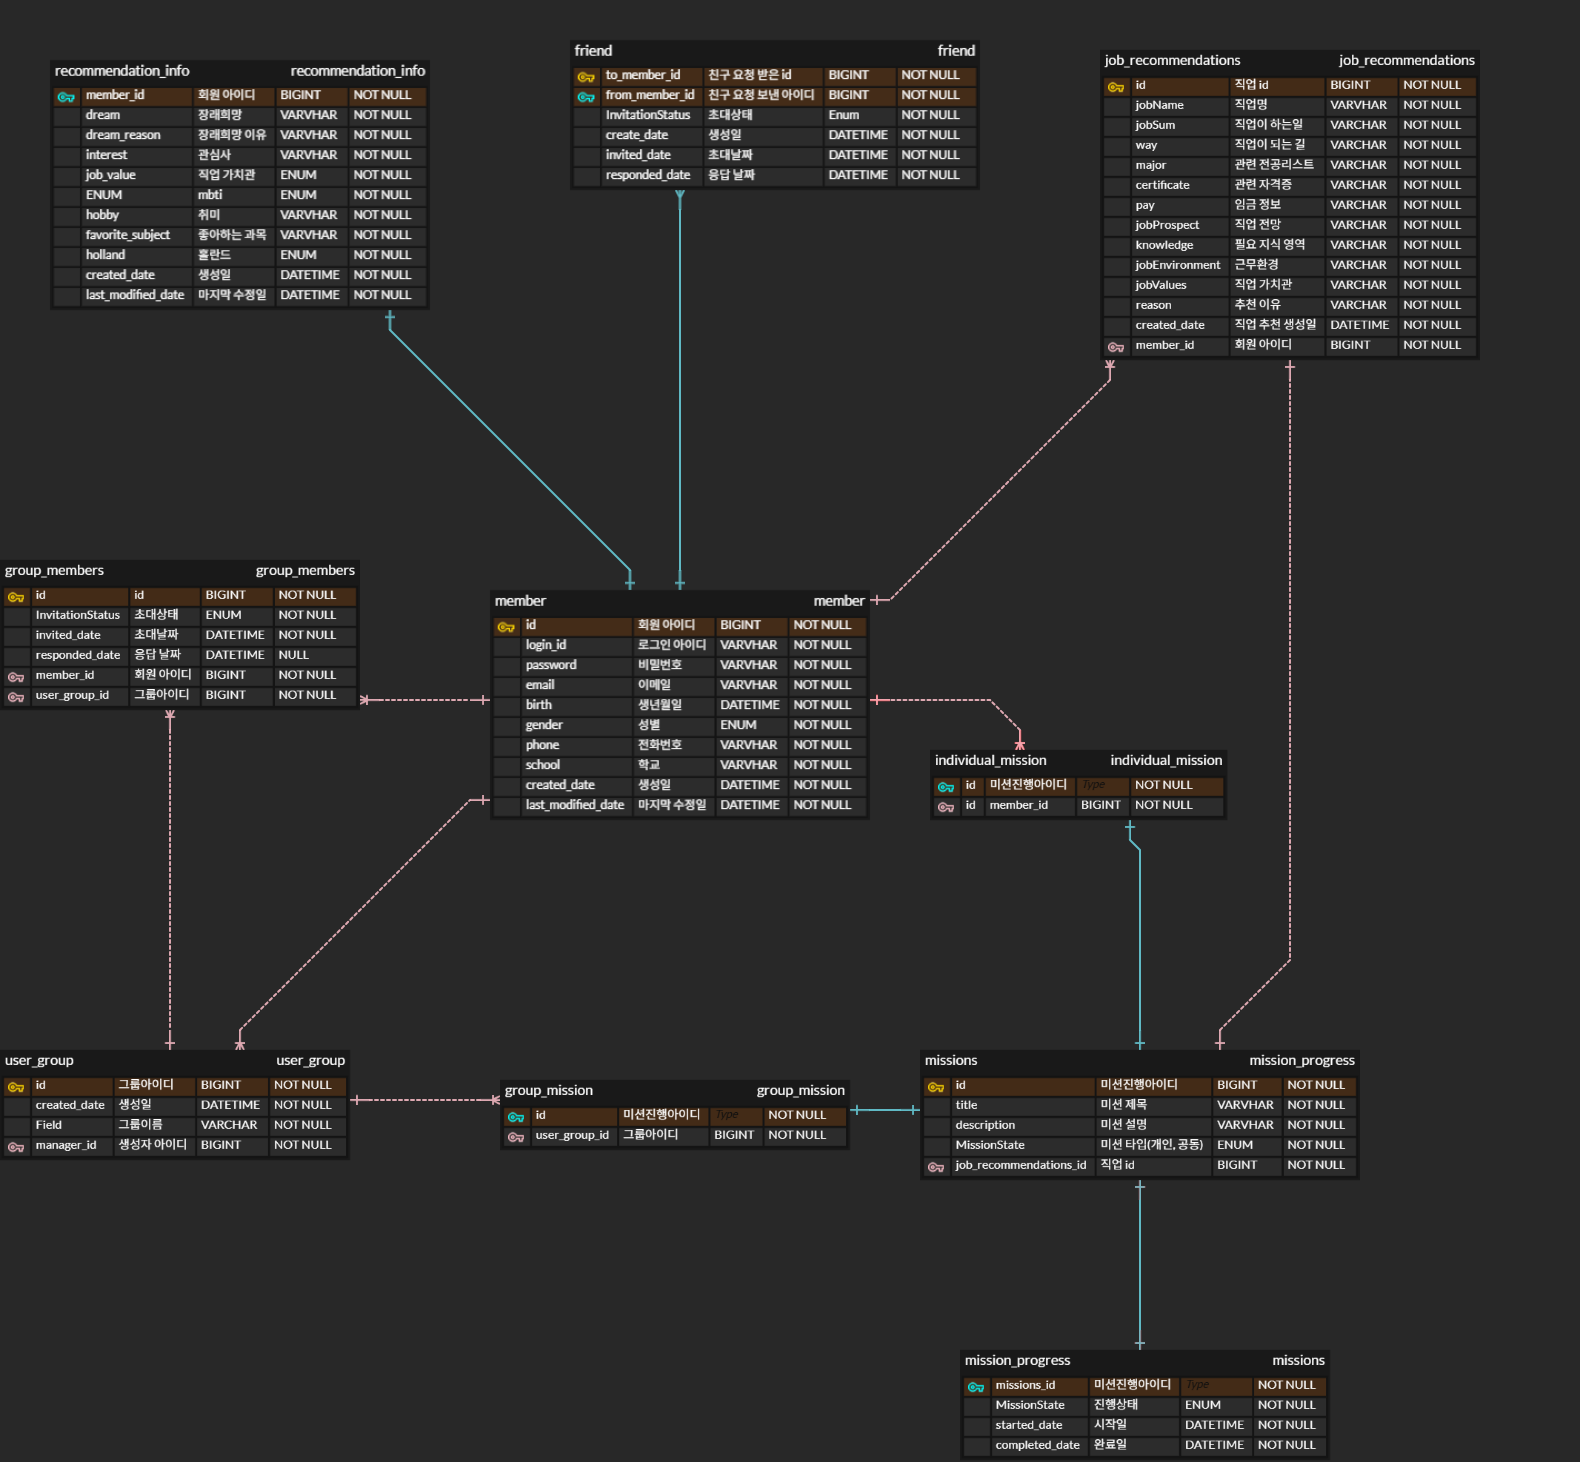 friend friend
to_member_id 친구 요청 받은 id BIGINT NOT NULL
from_member_id 친구 요청 보낸 아이디 BIGINT NOT NULL
InvitationStatus 초대상태 Enum NOT NULL
create_date 생성일 DATETIME NOT NULL
invited_date 초대날짜 DATETIME NOT NULL
responded_date 응답 날짜 DATETIME NOT NULL
recommendation_info recommendation_info
member_id 회원 아이디 BIGINT NOT NULL
dream 장래희망 VARVHAR NOT NULL
dream_reason 장래희망 이유 VARVHAR NOT NULL
interest 관심사 VARVHAR NOT NULL
job_value 직업 가치관 ENUM NOT NULL
ENUM mbti ENUM NOT NULL
hobby 취미 VARVHAR NOT NULL
favorite_subject 좋아하는 과목 VARVHAR NOT NULL
holland 홀란드 ENUM NOT NULL
created_date 생성일 DATETIME NOT NULL
last_modified_date 마지막 수정일 DATETIME NOT NULL
job_recommendations job_recommendations
id 직업 id BIGINT NOT NULL
jobName 직업명 VARVHAR NOT NULL
jobSum 직업이 하는일 VARCHAR NOT NULL
way 직업이 되는 길 VARCHAR NOT NULL
major 관련 전공리스트 VARCHAR NOT NULL
certificate 관련 자격증 VARCHAR NOT NULL
pay 임금 정보 VARCHAR NOT NULL
jobProspect 직업 전망 VARCHAR NOT NULL
knowledge 필요 지식 영역 VARCHAR NOT NULL
jobEnvironment 근무환경 VARCHAR NOT NULL
jobValues 직업 가치관 VARCHAR NOT NULL
reason 추천 이유 VARCHAR NOT NULL
created_date 직업 추천 생성일 DATETIME NOT NULL
member_id 회원 아이디 BIGINT NOT NULL
group_members group_members
id id BIGINT NOT NULL
InvitationStatus 초대상태 ENUM NOT NULL
invited_date 초대날짜 DATETIME NOT NULL
responded_date 응답 날짜 DATETIME NULL
member_id 회원 아이디 BIGINT NOT NULL
user_group_id 그룹아이디 BIGINT NOT NULL
member member
id 회원 아이디 BIGINT NOT NULL
login_id 로그인 아이디 VARVHAR NOT NULL
password 비밀번호 VARVHAR NOT NULL
email 이메일 VARVHAR NOT NULL
birth 생년월일 DATETIME NOT NULL
gender 성별 ENUM NOT NULL
phone 전화번호 VARVHAR NOT NULL
school 학교 VARVHAR NOT NULL
created_date 생성일 DATETIME NOT NULL
last_modified_date 마지막 수정일 DATETIME NOT NULL
individual_mission individual_mission
id 미션진행아이디 Type NOT NULL
id member_id BIGINT NOT NULL
user_group user_group
id 그룹아이디 BIGINT NOT NULL
created_date 생성일 DATETIME NOT NULL
Field 그룹이름 VARCHAR NOT NULL
manager_id 생성자 아이디 BIGINT NOT NULL
group_mission group_mission
id 미션진행아이디 Type NOT NULL
user_group_id 그룹아이디 BIGINT NOT NULL
missions mission_progress
id 미션진행아이디 BIGINT NOT NULL
title 미션 제목 VARVHAR NOT NULL
description 미션 설명 VARVHAR NOT NULL
MissionState 미션 타입(개인, 공동) ENUM NOT NULL
job_recommendations_id 직업 id BIGINT NOT NULL
mission_progress missions
missions_id 미션진행아이디 Type NOT NULL
MissionState 진행상태 ENUM NOT NULL
started_date 시작일 DATETIME NOT NULL
completed_date 완료일 DATETIME NOT NULL